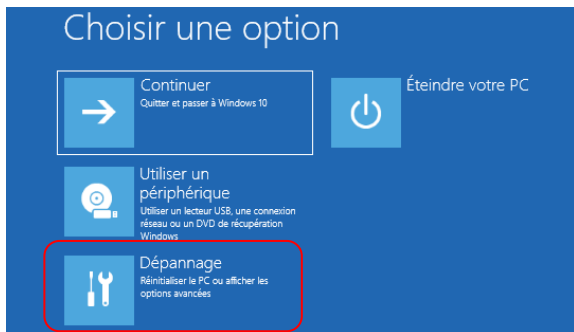 Choisir une option
Continuer
Quitter et passer à Windows 10
Éteindre votre PC
Utiliser un
périphérique
Utiliser un lecteur USB, une connexion
réseau ou un DVD de récupération
Windows
Dépannage
Réinitialiser le PC ou afficher les
options avancées